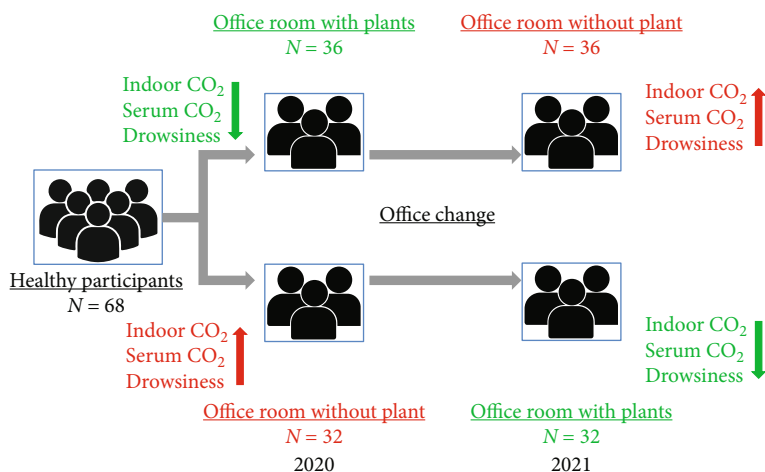 Office room with plants
N = 36
Office room without plant
N = 36
Indoor CO₂
Serum CO₂
Drowsiness
Indoor CO₂
Serum CO₂
Drowsiness
Office change
Healthy participants
N = 68
Indoor CO₂
Serum CO₂
Drowsiness
Indoor CO₂
Serum CO₂
Drowsiness
Office room without plant
N = 32
2020
Office room with plants
N = 32
2021